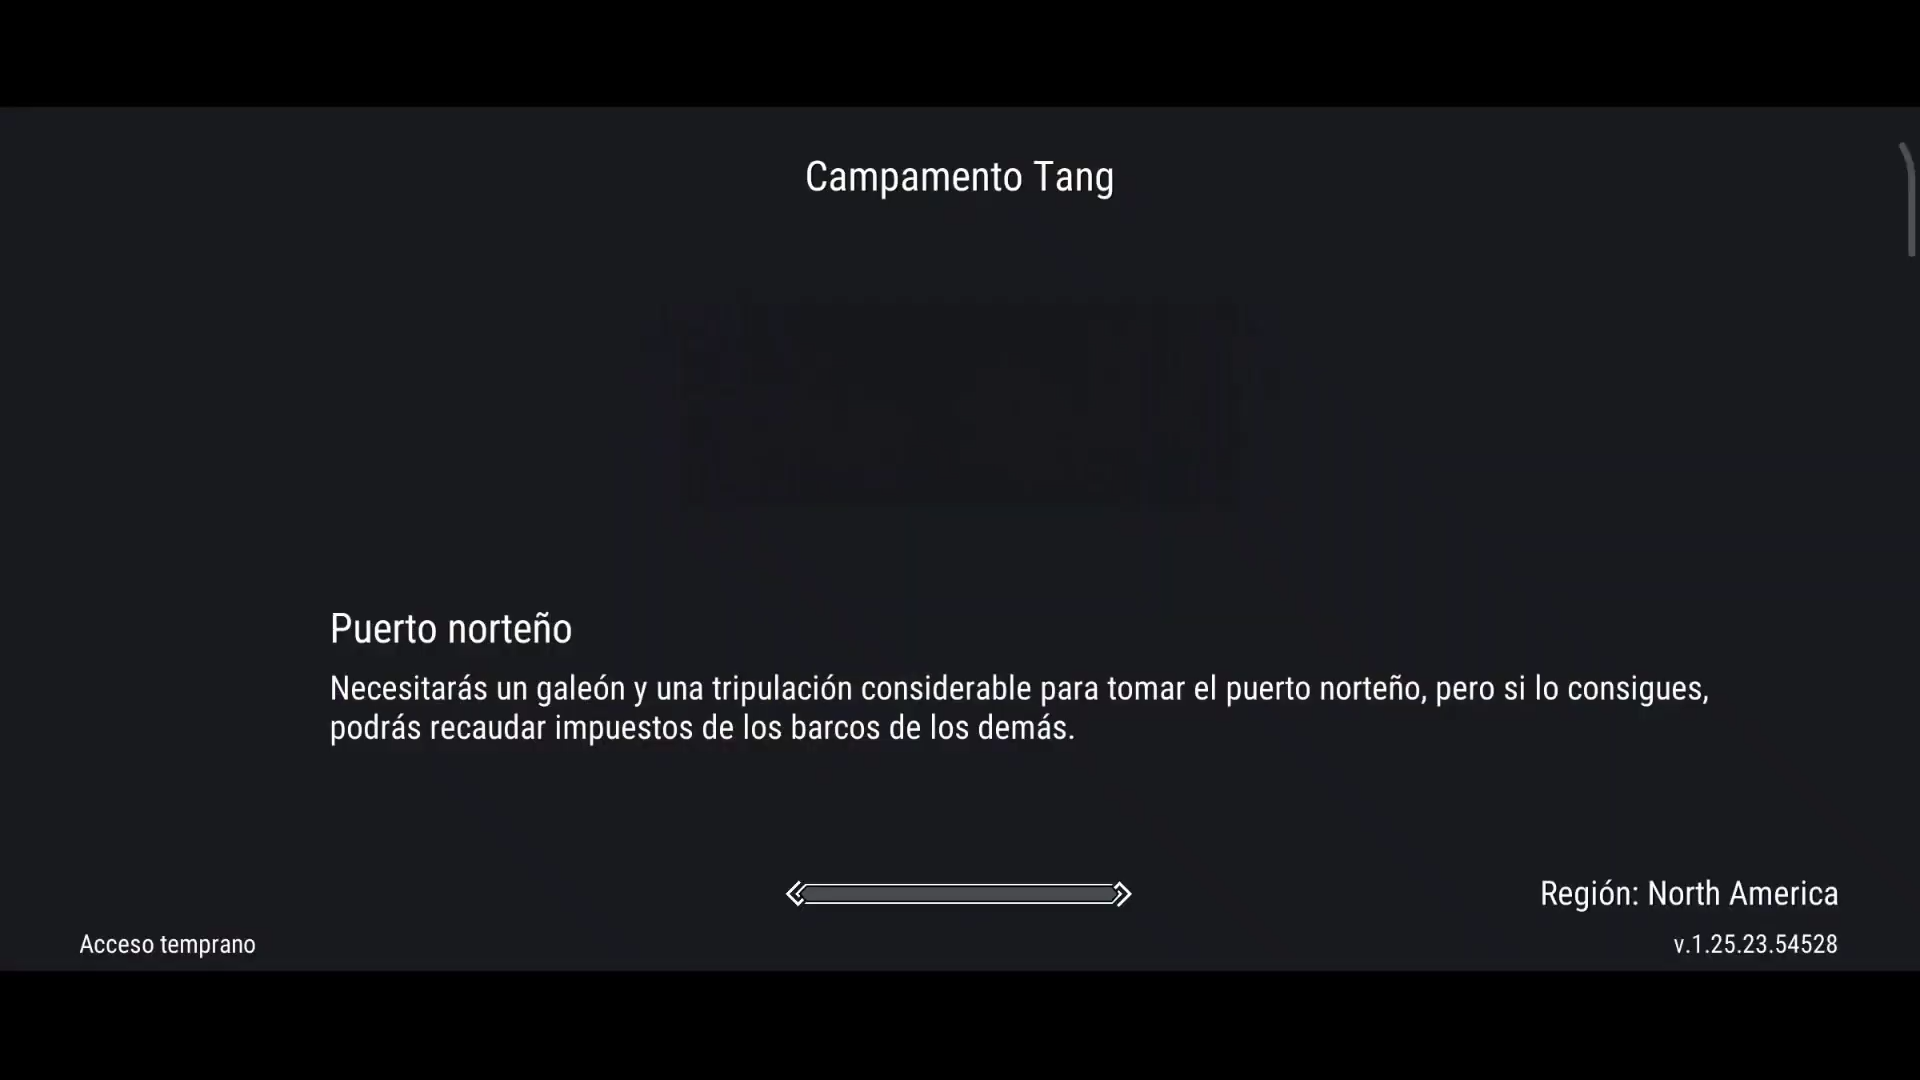 Campamento Tang
Puerto norteño
Necesitarás un galeón y una tripulación considerable para tomar el puerto norteño, pero si lo consigues,
podrás recaudar impuestos de los barcos de los demás.
Región: North America
Acceso temprano
v.1.25.23.54528